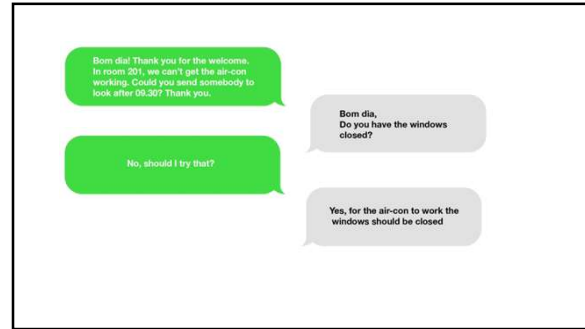 Bom dia! Thank you for the welcome.
In room 201, we can't get the air-con
working. Could you send somebody to
look after 09.30? Thank you.
Bom dia,
Do you have the windows
closed?
No, should I try that?
Yes, for the air-con to work the
windows should be closed